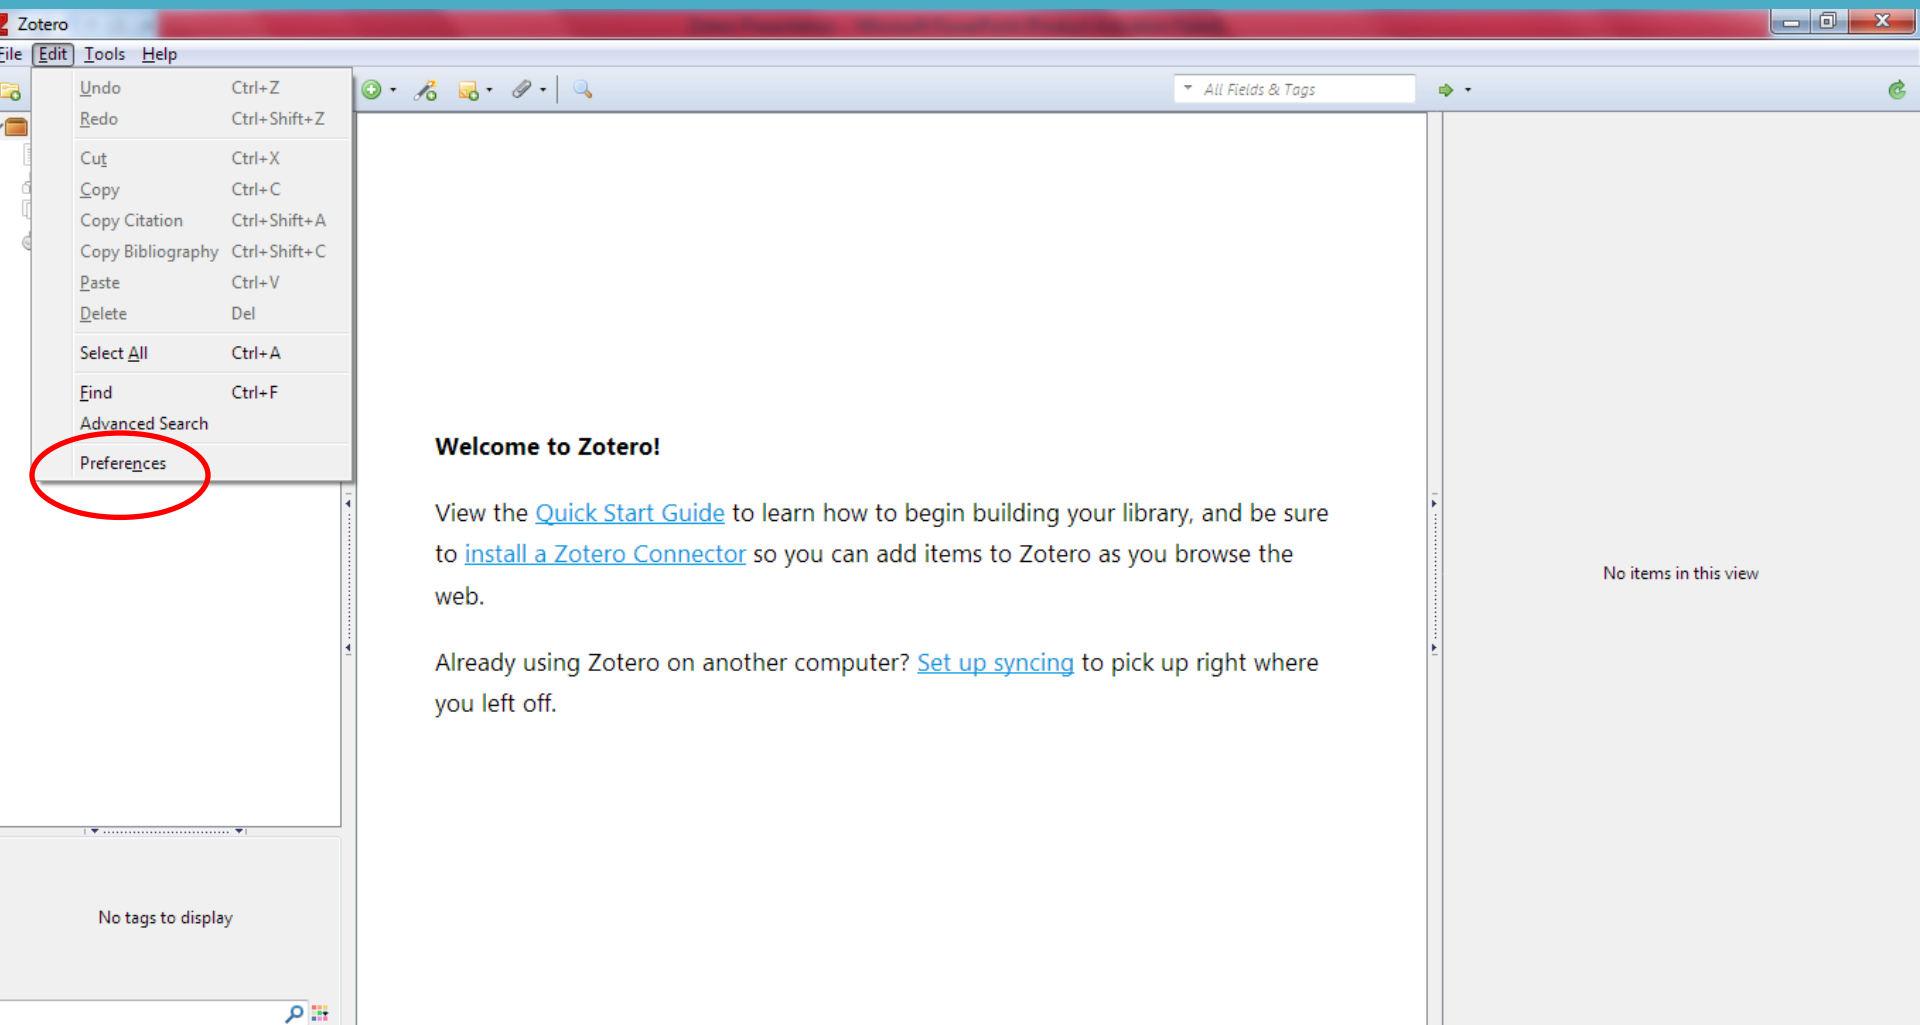 Zotero
File Edit Tools Help
Undo Ctrl+Z
Redo Ctrl+Shift+Z
Cut Ctrl+X
Copy Ctrl+C
Copy Citation Ctrl+Shift+A
Copy Bibliography Ctrl+Shift+C
Paste Ctrl+V
Delete Del
Select All Ctrl+A
Find Ctrl+F
Advanced Search
Preferences
All Fields & Tags
Welcome to Zotero!
View the Quick Start Guide to learn how to begin building your library, and be sure
to install a Zotero Connector so you can add items to Zotero as you browse the
web.
Already using Zotero on another computer? Set up syncing to pick up right where
you left off.
No items in this view
No tags to display